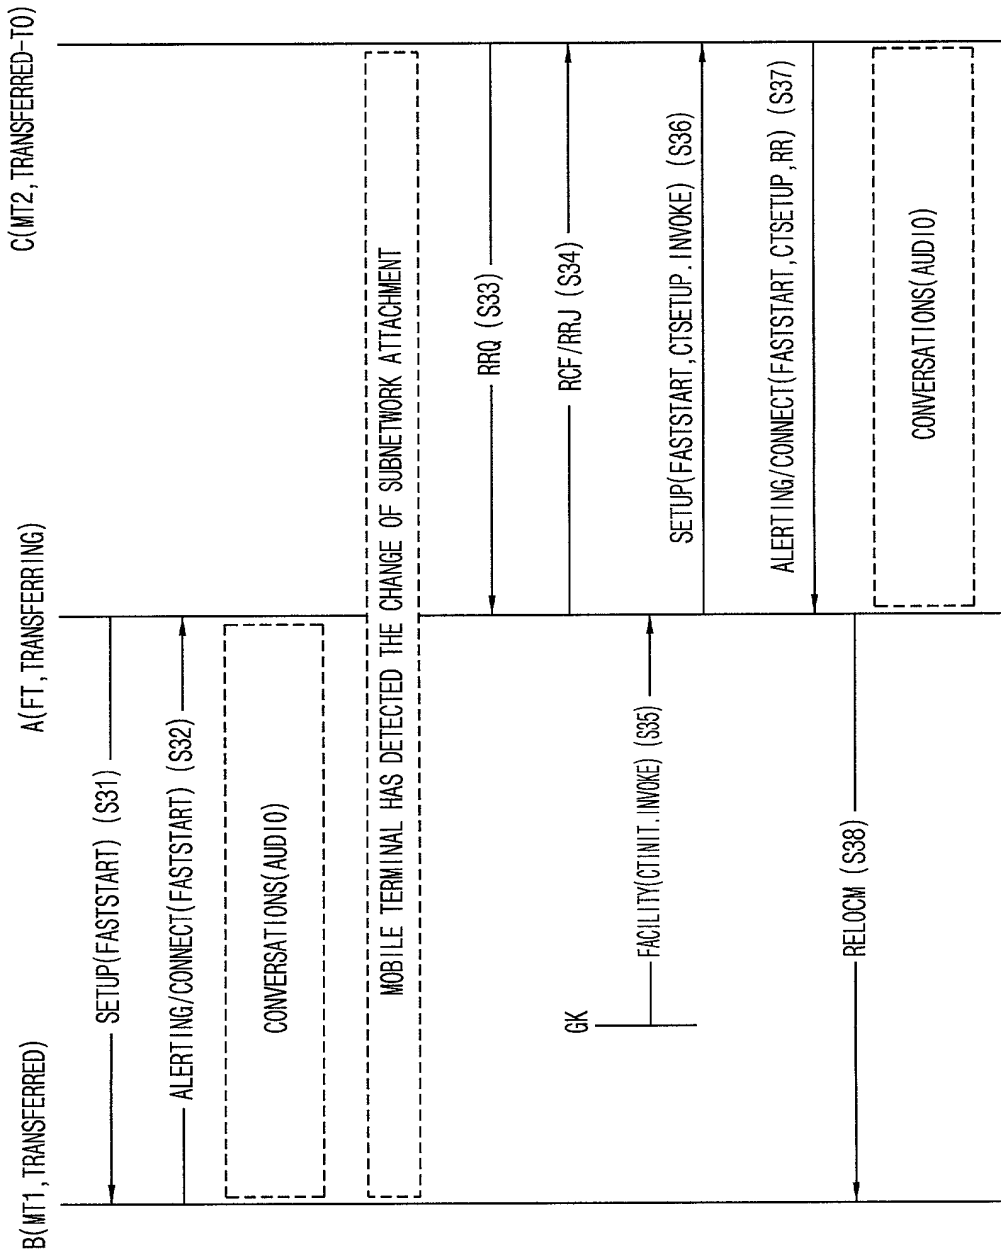 B(MT1,TRANSFERRED)
A(FT,TRANSFERRING)
C(MT2,TRANSFERRED-TO)
SETUP(FASTSTART) (S31)
ALERTING/CONNECT(FASTSTART) (S32)
CONVERSATIONS(AUDIO)
MOBILE TERMINAL HAS DETECTED THE CHANGE OF SUBNETWORK ATTACHMENT
RRQ (S33)
RCF/RRJ (S34)
GK
FACILITY(CTINIT.INVOKE) (S35)
SETUP(FASTSTART,CTSETUP.INVOKE) (S36)
ALERTING/CONNECT(FASTSTART,CTSETUP,RR) (S37)
RELOCM (S38)
CONVERSATIONS(AUDIO)